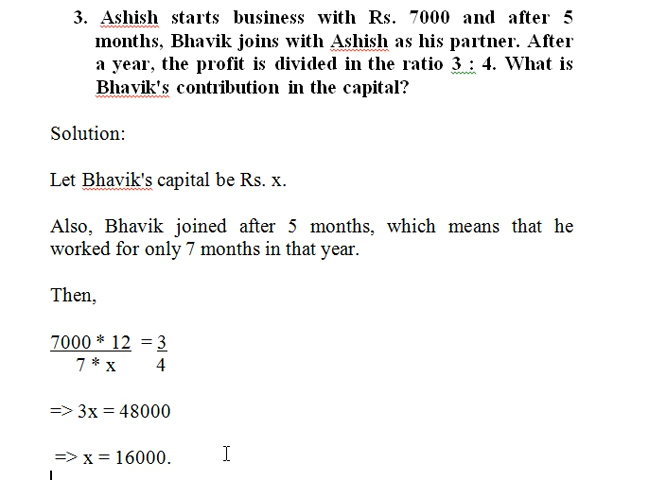 3. Ashish starts business with Rs. 7000 and after 5
months, Bhavik joins with Ashish as his partner. After
a year, the profit is divided in the ratio 3 : 4. What is
Bhavik's contribution in the capital?
Solution:
Let Bhavik's capital be Rs. x.
Also, Bhavik joined after 5 months, which means that he
worked for only 7 months in that year.
Then,
7000 * 12 = 3
7 * x 4
=> 3x = 48000
=> x = 16000.